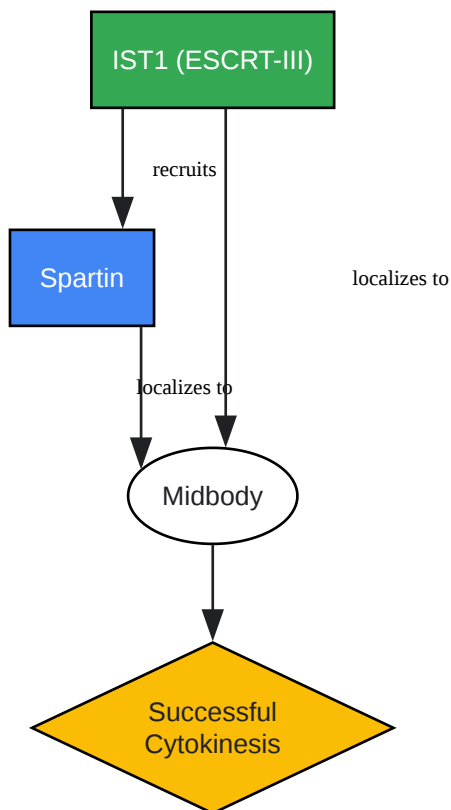 IST1 (ESCRT-III)
recruits
Spartin
localizes to
localizes to
Midbody
Successful
Cytokinesis